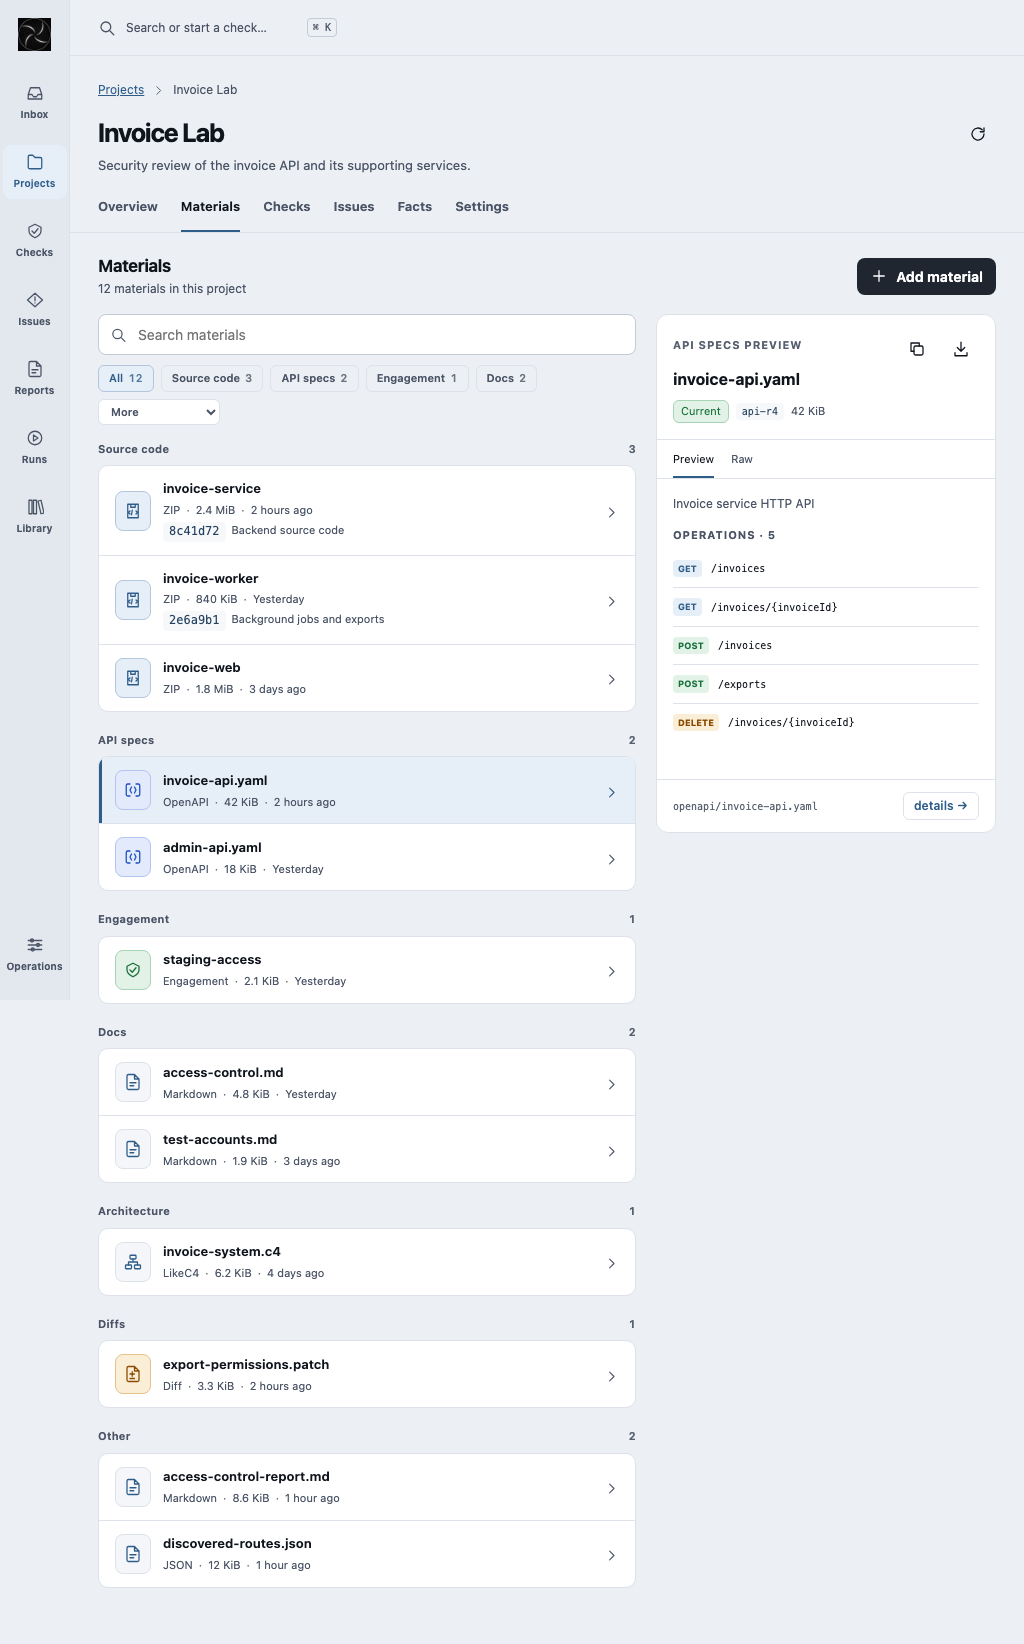 Search or start a check...
⌘ K
Inbox
Projects
Checks
Issues
Reports
Runs
Library
Operations
Projects > Invoice Lab
Invoice Lab
Security review of the invoice API and its supporting services.
Overview Materials Checks Issues Facts Settings
Materials
12 materials in this project
+ Add material
Search materials
All 12 Source code 3 API specs 2 Engagement 1 Docs 2
More
Source code 3
invoice-service
ZIP · 2.4 MiB · 2 hours ago
8c41d72 Backend source code
invoice-worker
ZIP · 840 KiB · Yesterday
2e6a9b1 Background jobs and exports
invoice-web
ZIP · 1.8 MiB · 3 days ago
API specs 2
invoice-api.yaml
OpenAPI · 42 KiB · 2 hours ago
admin-api.yaml
OpenAPI · 18 KiB · Yesterday
Engagement 1
staging-access
Engagement · 2.1 KiB · Yesterday
Docs 2
access-control.md
Markdown · 4.8 KiB · Yesterday
test-accounts.md
Markdown · 1.9 KiB · 3 days ago
Architecture 1
invoice-system.c4
LikeC4 · 6.2 KiB · 4 days ago
Diffs 1
export-permissions.patch
Diff · 3.3 KiB · 2 hours ago
Other 2
access-control-report.md
Markdown · 8.6 KiB · 1 hour ago
discovered-routes.json
JSON · 12 KiB · 1 hour ago
API SPECS PREVIEW
invoice-api.yaml
Current api-r4 42 KiB
Preview Raw
Invoice service HTTP API
OPERATIONS · 5
GET /invoices
GET /invoices/{invoiceId}
POST /invoices
POST /exports
DELETE /invoices/{invoiceId}
openapi/invoice-api.yaml
details →